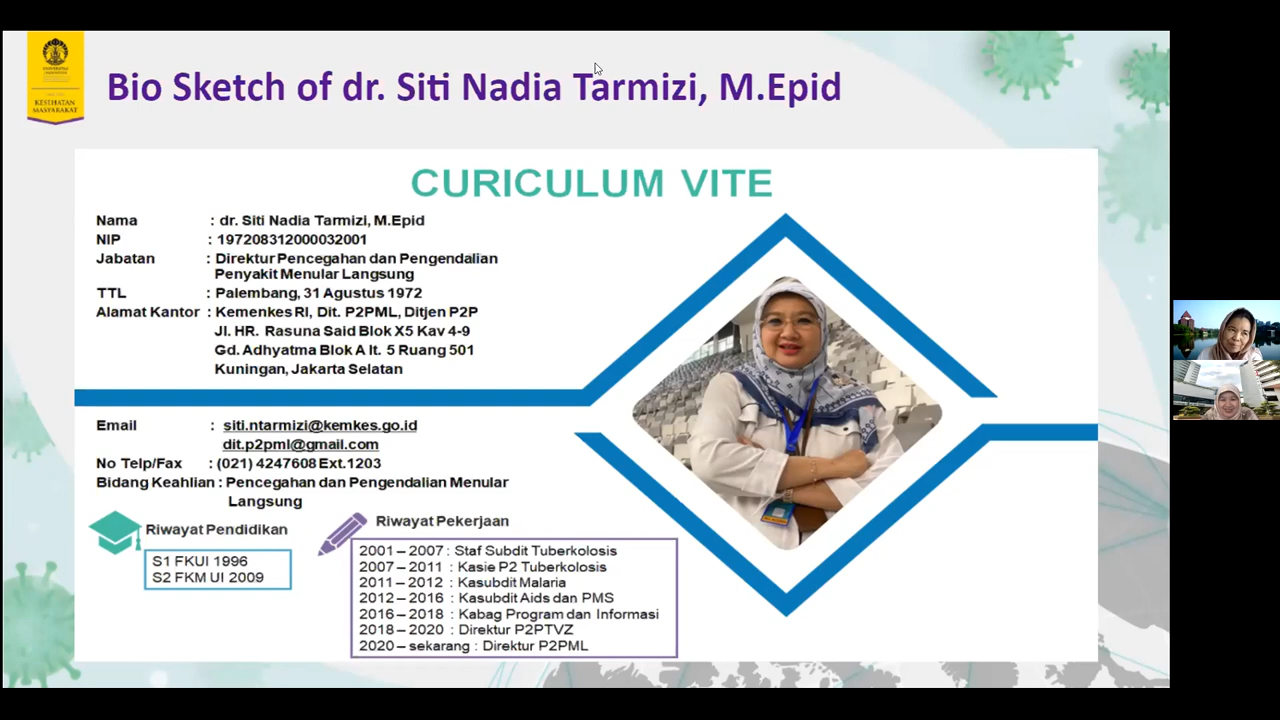 Bio Sketch of dr. Siti Nadia Tarmizi, M.Epid
KESEHATAN
MASYARAKAT
CURICULUM VITE
Nama : dr. Siti Nadia Tarmizi, M.Epid
NIP : 197208312000032001
Jabatan : Direktur Pencegahan dan Pengendalian
Penyakit Menular Langsung
TTL : Palembang, 31 Agustus 1972
Alamat Kantor : Kemenkes RI, Dit. P2PML, Ditjen P2P
Jl. HR. Rasuna Said Blok X5 Kav 4-9
Gd. Adhyatma Blok A lt. 5 Ruang 501
Kuningan, Jakarta Selatan
Email : siti.ntarmizi@kemkes.go.id
dit.p2pml@gmail.com
No Telp/Fax : (021) 4247608 Ext.1203
Bidang Keahlian : Pencegahan dan Pengendalian Menular
Langsung
Riwayat Pendidikan
S1 FKUI 1996
S2 FKM UI 2009
Riwayat Pekerjaan
2001 – 2007 : Staf Subdit Tuberkolosis
2007 – 2011 : Kasie P2 Tuberkolosis
2011 – 2012 : Kasubdit Malaria
2012 – 2016 : Kasubdit Aids dan PMS
2016 – 2018 : Kabag Program dan Informasi
2018 – 2020 : Direktur P2PTVZ
2020 – sekarang : Direktur P2PML